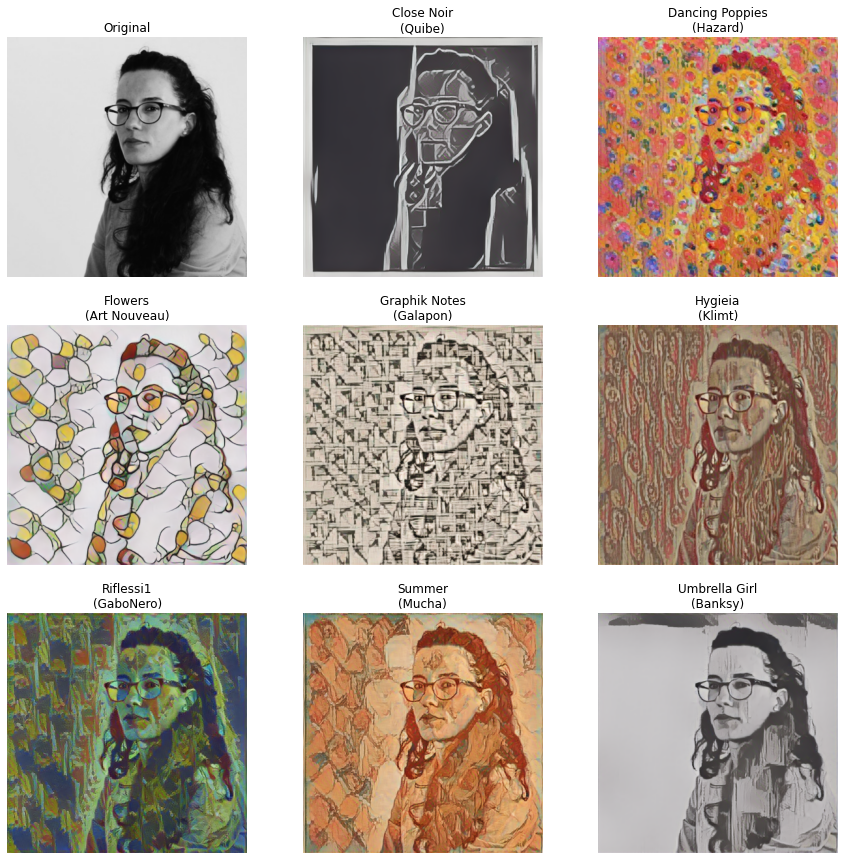 Original
Close Noir
(Quibe)
Dancing Poppies
(Hazard)
Flowers
(Art Nouveau)
Graphik Notes
(Galapon)
Hygieia
(Klimt)
Riflessi1
(GaboNero)
Summer
(Mucha)
Umbrella Girl
(Banksy)